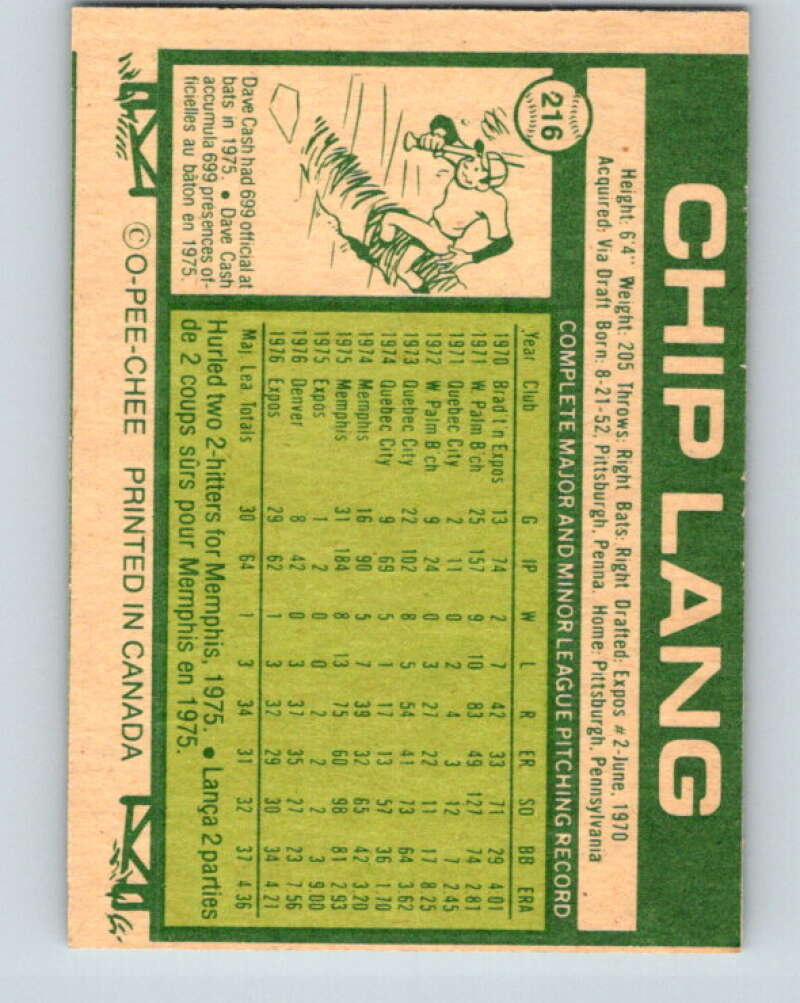 216
CHIP LANG
Height: 6'4" Weight: 205 Throws: Right Bats: Right Drafted: Expos #2-June, 1970
Acquired: Via Draft Born: 8-21-52, Pittsburgh, Penna. Home: Pittsburgh, Pennsylvania
COMPLETE MAJOR AND MINOR LEAGUE PITCHING RECORD
Year Club G IP W L R ER SO BB ERA
1970 Brad't'n Expos 13 74 2 7 42 33 71 29 4.01
1971 W. Palm B'ch 25 157 9 10 83 49 127 74 2.81
1971 Quebec City 2 11 0 2 4 3 12 7 2.45
1972 W. Palm B'ch 9 24 0 3 27 22 11 17 8.25
1973 Quebec City 22 102 8 5 54 41 73 64 3.62
1974 Quebec City 9 69 5 1 17 13 57 36 1.70
1974 Memphis 16 90 5 7 39 32 65 42 3.20
1975 Memphis 31 184 8 13 75 60 98 81 2.93
1975 Expos 1 2 0 0 2 2 2 3 9.00
1976 Denver 8 42 0 3 37 35 27 23 7.56
1976 Expos 29 62 1 3 32 29 30 34 4.21
Maj. Lea. Totals 30 64 1 3 34 31 32 37 4.36
Hurled two 2-hitters for Memphis, 1975. • Lança 2 parties
de 2 coups sûrs pour Memphis en 1975.
Dave Cash had 699 official at
bats in 1975. • Dave Cash
accumula 699 présences of-
ficielles au bâton en 1975.
©O-PEE-CHEE PRINTED IN CANADA